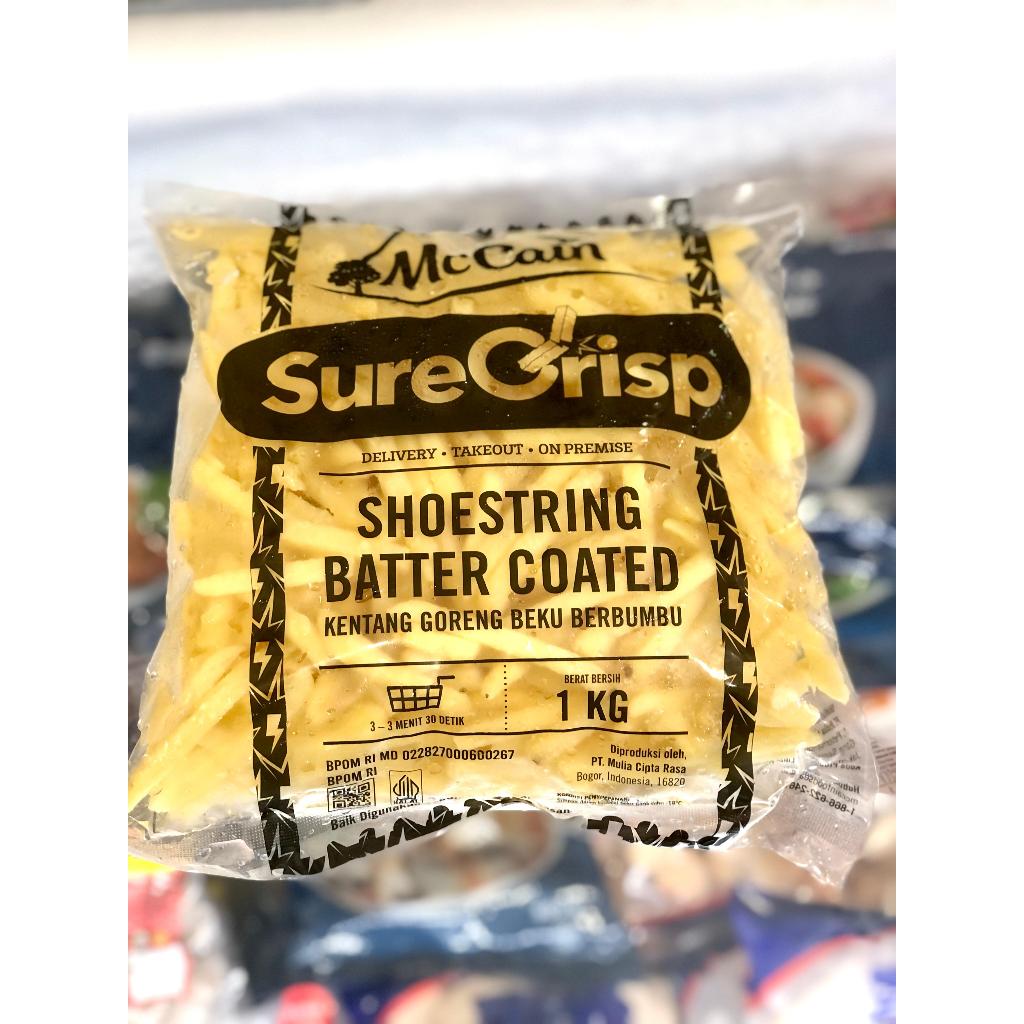 McCain
SureCrisp
DELIVERY • TAKEOUT • ON PREMISE
SHOESTRING
BATTER COATED
KENTANG GORENG BEKU BERBUMBU
3 – 3 MENIT 30 DETIK
BERAT BERSIH
1 KG
BPOM RI MD 022827000600267
BPOM RI
HALAL
Baik Digunakan
Diproduksi oleh,
PT. Mulia Cipta Rasa
Bogor, Indonesia, 16820